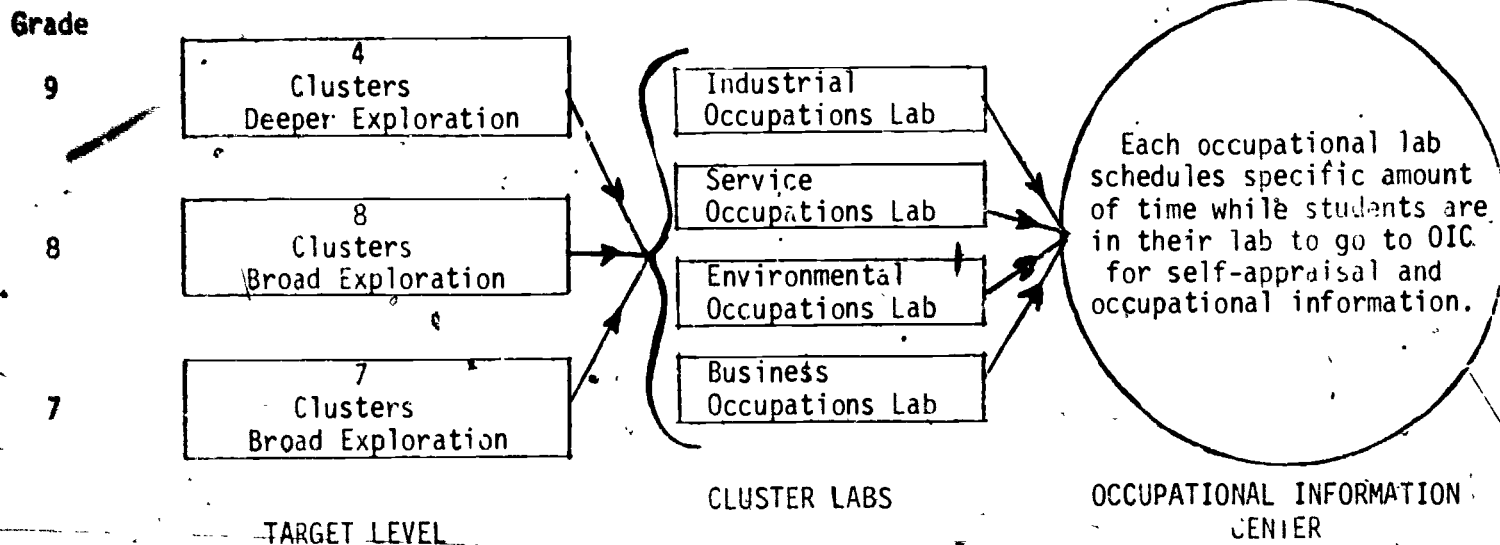 Grade
9
4
Clusters
Deeper Exploration
8
8
Clusters
Broad Exploration
7
7
Clusters
Broad Exploration
TARGET LEVEL
Industrial
Occupations Lab
Service
Occupations Lab
Environmental
Occupations Lab
Business
Occupations Lab
CLUSTER LABS
Each occupational lab
schedules specific amount
of time while students are
in their lab to go to OIC
for self-appraisal and
occupational information.
OCCUPATIONAL INFORMATION
CENTER